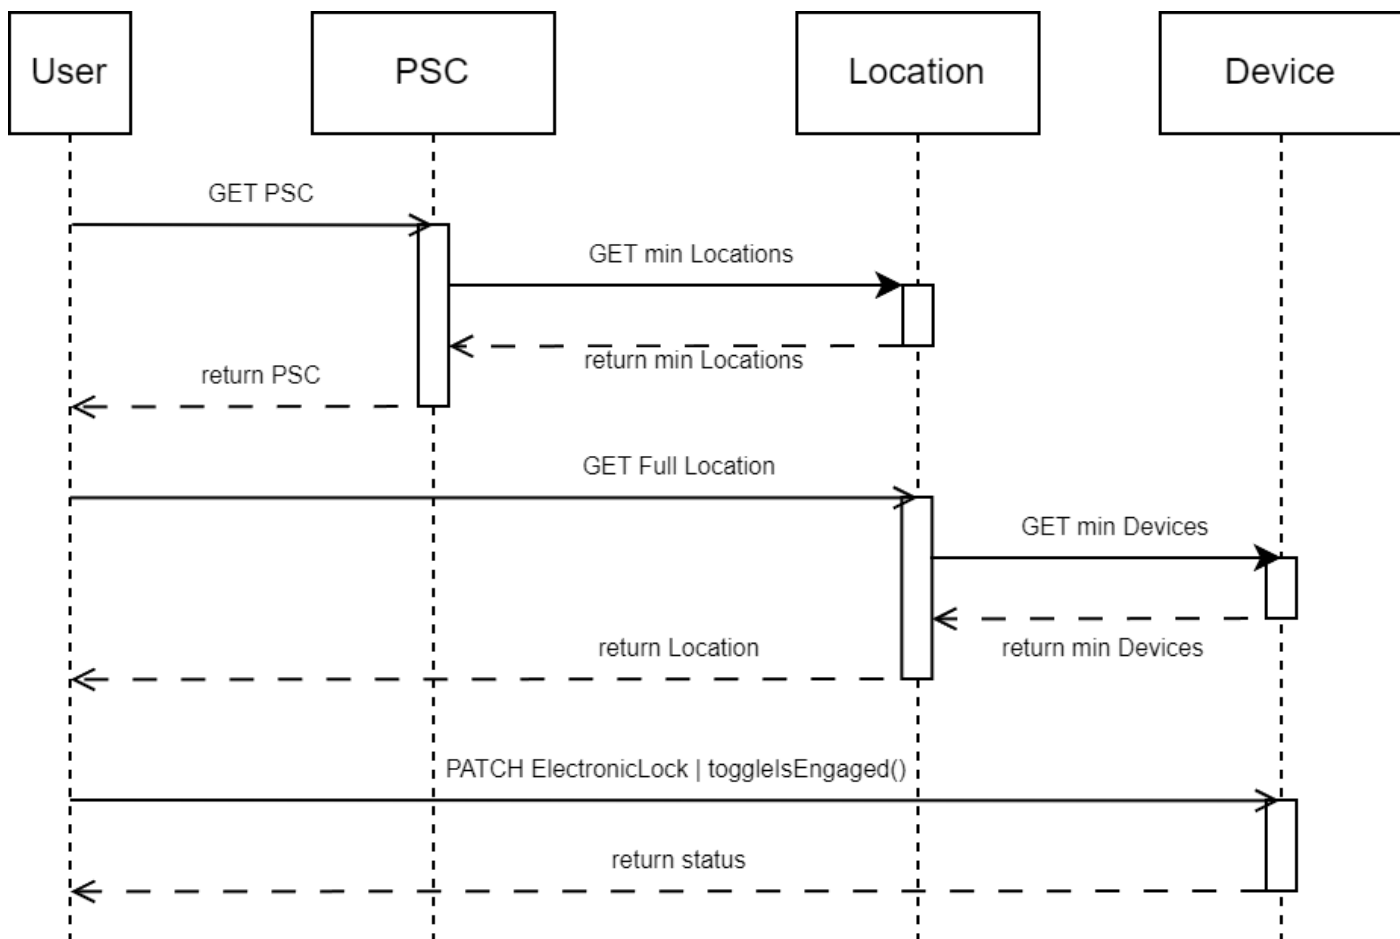 User
PSC
Location
Device
GET PSC
GET min Locations
return min Locations
return PSC
GET Full Location
GET min Devices
return min Devices
return Location
PATCH ElectronicLock | toggleIsEngaged()
return status